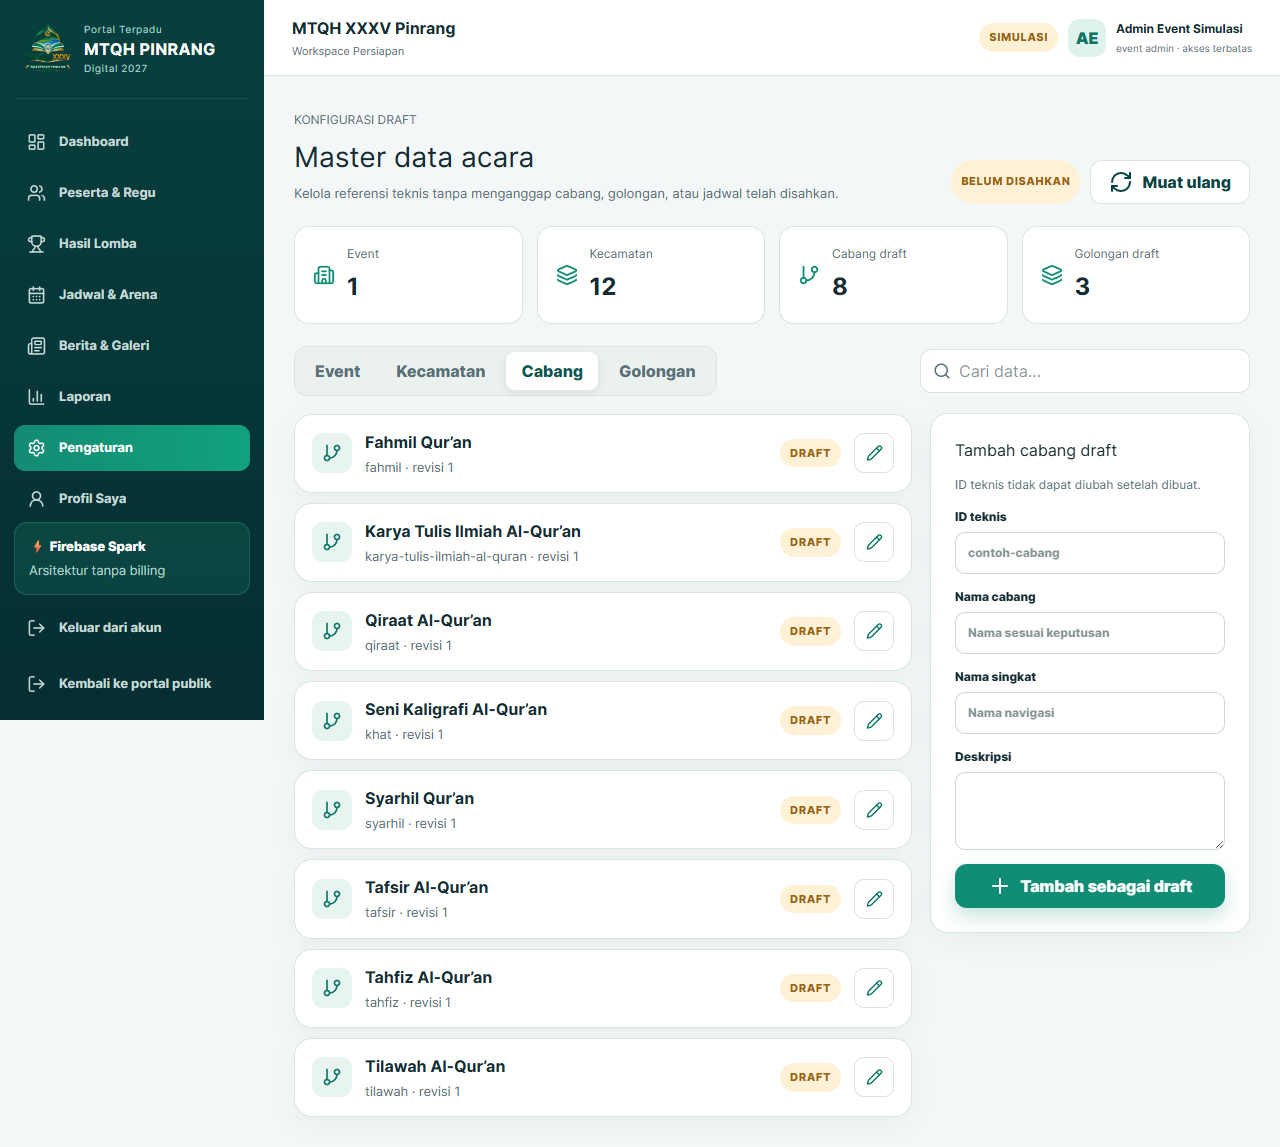 Portal Terpadu
MTQH PINRANG
Digital 2027
Dashboard
Peserta & Regu
Hasil Lomba
Jadwal & Arena
Berita & Galeri
Laporan
Pengaturan
Profil Saya
Firebase Spark
Arsitektur tanpa billing
Keluar dari akun
Kembali ke portal publik
MTQH XXXV Pinrang
Workspace Persiapan
SIMULASI
AE
Admin Event Simulasi
event admin · akses terbatas
KONFIGURASI DRAFT
Master data acara
Kelola referensi teknis tanpa menganggap cabang, golongan, atau jadwal telah disahkan.
BELUM DISAHKAN
Muat ulang
Event
1
Kecamatan
12
Cabang draft
8
Golongan draft
3
Event
Kecamatan
Cabang
Golongan
Cari data...
Fahmil Qur’an
fahmil · revisi 1
DRAFT
Karya Tulis Ilmiah Al-Qur’an
karya-tulis-ilmiah-al-quran · revisi 1
DRAFT
Qiraat Al-Qur’an
qiraat · revisi 1
DRAFT
Seni Kaligrafi Al-Qur’an
khat · revisi 1
DRAFT
Syarhil Qur’an
syarhil · revisi 1
DRAFT
Tafsir Al-Qur’an
tafsir · revisi 1
DRAFT
Tahfiz Al-Qur’an
tahfiz · revisi 1
DRAFT
Tilawah Al-Qur’an
tilawah · revisi 1
DRAFT
Tambah cabang draft
ID teknis tidak dapat diubah setelah dibuat.
ID teknis
contoh-cabang
Nama cabang
Nama sesuai keputusan
Nama singkat
Nama navigasi
Deskripsi
Tambah sebagai draft